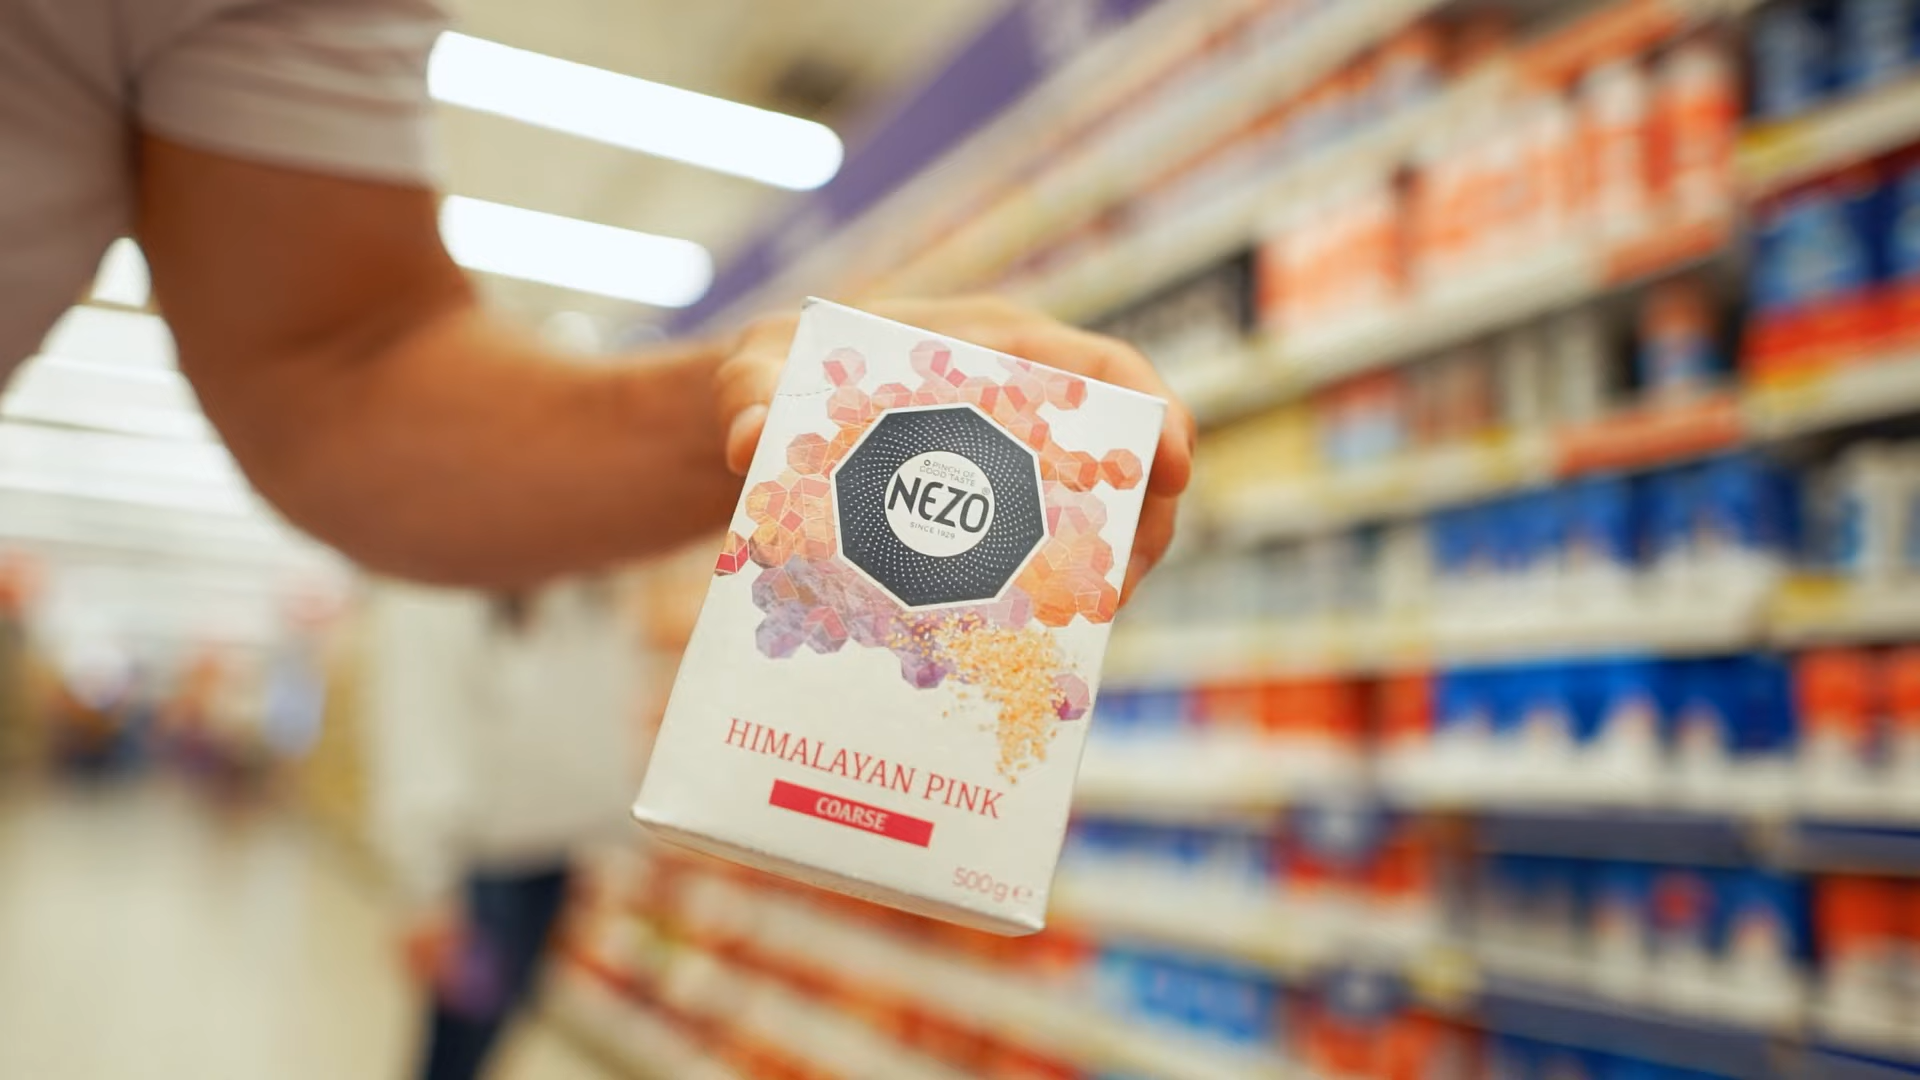 PINCH OF
GOOD TASTE
NEZO®
SINCE 1929
HIMALAYAN PINK
COARSE
500g ℮